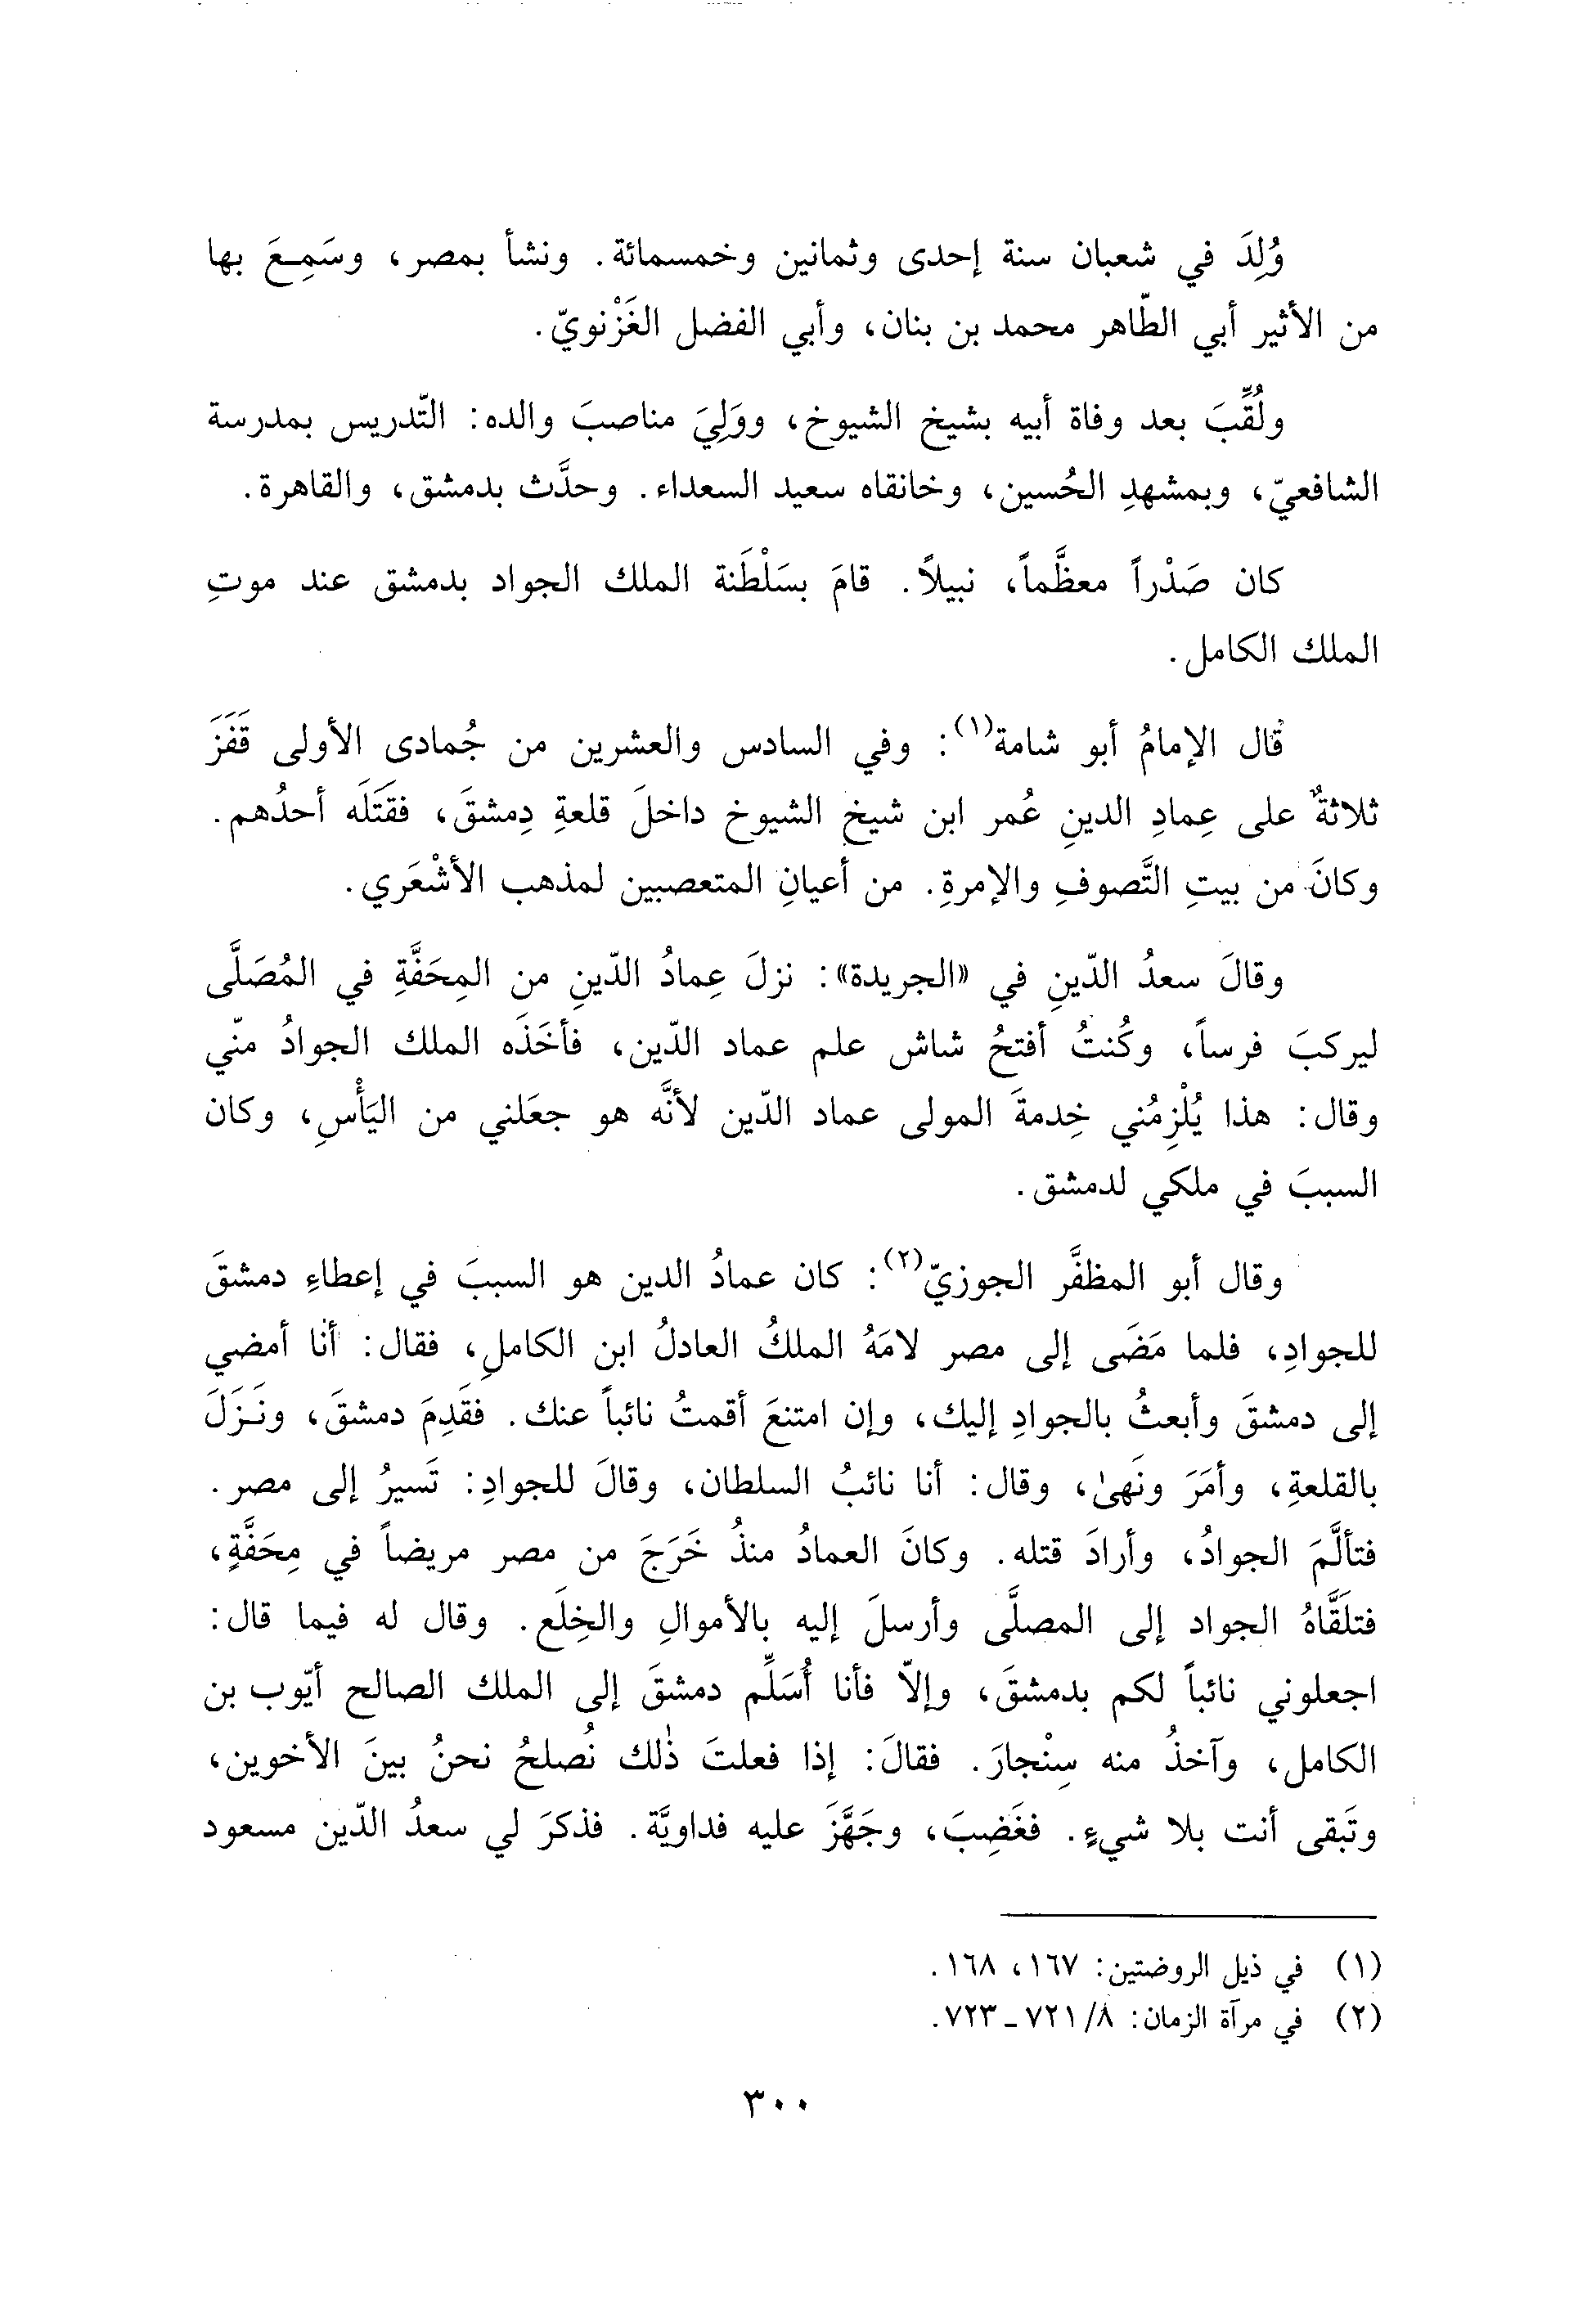 وُلِدَ في شعبان سنة إحدى وثمانين وخمسمائة. ونشأ بمصر، وسَمِعَ بها
من الأثير أبي الطّاهر محمد بن بنان، وأبي الفضل الغَزْنويّ.
ولُقِّبَ بعد وفاة أبيه بشيخ الشيوخ، ووَلِيَ مناصبَ والده: التّدريس بمدرسة
الشافعيّ، وبمشهدِ الحُسين، وخانقاه سعيد السعداء. وحدَّث بدمشق، والقاهرة.
كان صَدْراً معظَّماً، نبيلاً. قامَ بسَلْطَنة الملك الجواد بدمشق عند موتِ
الملك الكامل.
قال الإمامُ أبو شامة(١): وفي السادس والعشرين من جُمادى الأولى قَفَزَ
ثلاثةٌ على عِمادِ الدينِ عُمر ابن شيخ الشيوخ داخلَ قلعةِ دِمشقَ، فقَتَلَه أحدُهم.
وكانَ من بيتِ التَّصوفِ والإمرةِ. من أعيانِ المتعصبين لمذهب الأشْعَري.
وقالَ سعدُ الدّينِ في «الجريدة»: نزلَ عِمادُ الدّينِ من المِحَفَّةِ في المُصَلَّى
ليركبَ فرساً، وكُنتُ أفتحُ شاش علم عماد الدّين، فأخَذَه الملك الجوادُ منّي
وقال: هذا يُلْزِمُني خِدمةَ المولى عماد الدّين لأنَّه هو جعَلني من اليَأْسِ، وكان
السببَ في ملكي لدمشق.
وقال أبو المظفَّر الجوزيّ(٢): كان عمادُ الدين هو السببَ في إعطاءِ دمشقَ
للجوادِ، فلما مَضَى إلى مصر لامَهُ الملكُ العادلُ ابن الكاملِ، فقال: أنا أمضي
إلى دمشقَ وأبعثُ بالجوادِ إليك، وإن امتنعَ أقمتُ نائباً عنك. فقَدِمَ دمشقَ، ونَزَلَ
بالقلعةِ، وأمَرَ ونَهىٰ، وقال: أنا نائبُ السلطان، وقالَ للجوادِ: تَسيرُ إلى مصر.
فتألَّمَ الجوادُ، وأرادَ قتله. وكانَ العمادُ منذُ خَرَجَ من مصر مريضاً في مِحَفَّةٍ،
فتلَقَّاهُ الجواد إلى المصلَّى وأرسلَ إليه بالأموالِ والخِلَع. وقال له فيما قال:
اجعلوني نائباً لكم بدمشقَ، وإلاّ فأنا أُسَلِّم دمشقَ إلى الملك الصالح أيّوب بن
الكامل، وآخذُ منه سِنْجارَ. فقالَ: إذا فعلتَ ذٰلك نُصلحُ نحنُ بينَ الأخوين،
وتَبقى أنت بلا شيءٍ. فغَضِبَ، وجَهَّزَ عليه فداويَّة. فذكرَ لي سعدُ الدّين مسعود
(١) في ذيل الروضتين: ١٦٧، ١٦٨.
(٢) في مرآة الزمان: ٨/ ٧٢١ ـ ٧٢٣.
٣٠٠